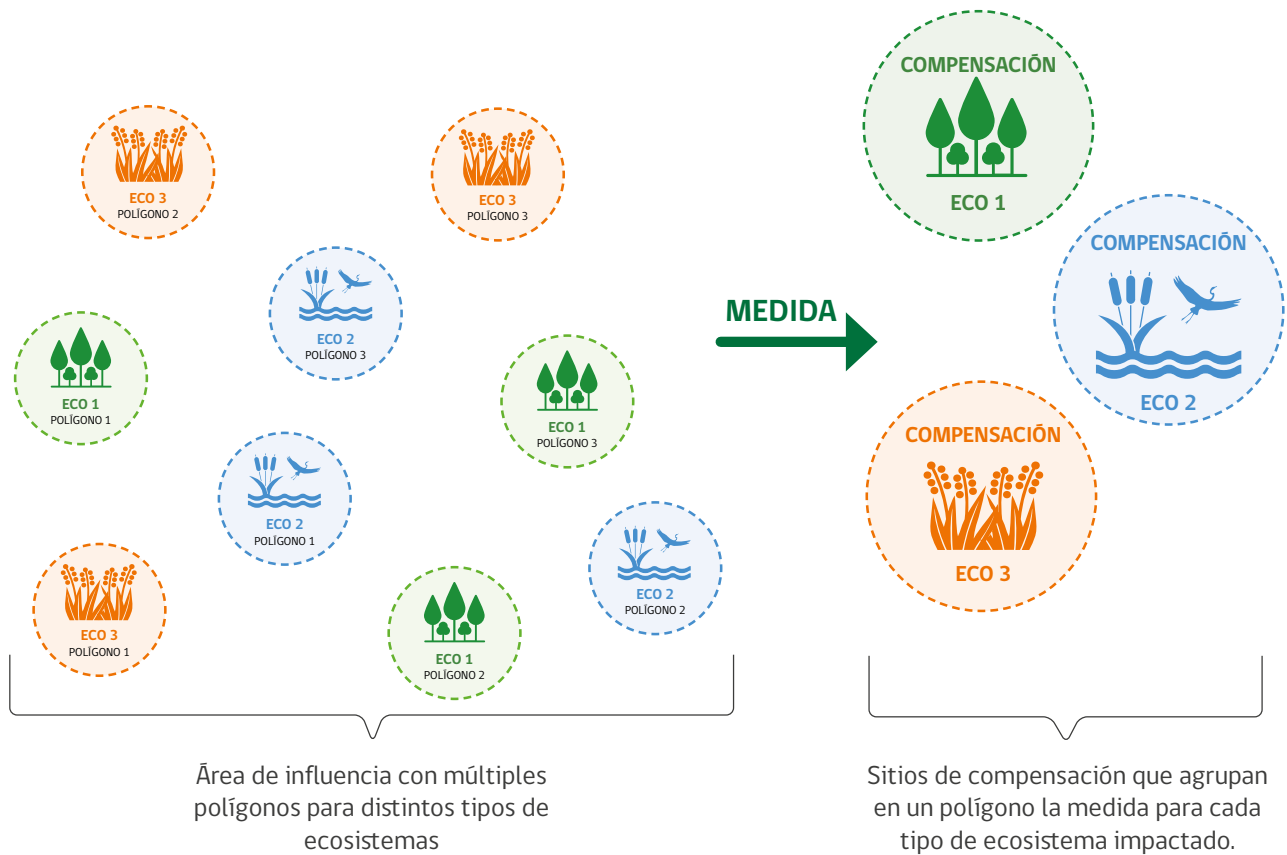 COMPENSACIÓN
ECO 1
ECO 3
POLÍGONO 2
ECO 3
POLÍGONO 3
COMPENSACIÓN
ECO 2
ECO 2
POLÍGONO 3
MEDIDA
ECO 1
POLÍGONO 1
ECO 1
POLÍGONO 3
COMPENSACIÓN
ECO 3
ECO 2
POLÍGONO 1
ECO 2
POLÍGONO 2
ECO 3
POLÍGONO 1
ECO 1
POLÍGONO 2
Área de influencia con múltiples
polígonos para distintos tipos de
ecosistemas
Sitios de compensación que agrupan
en un polígono la medida para cada
tipo de ecosistema impactado.